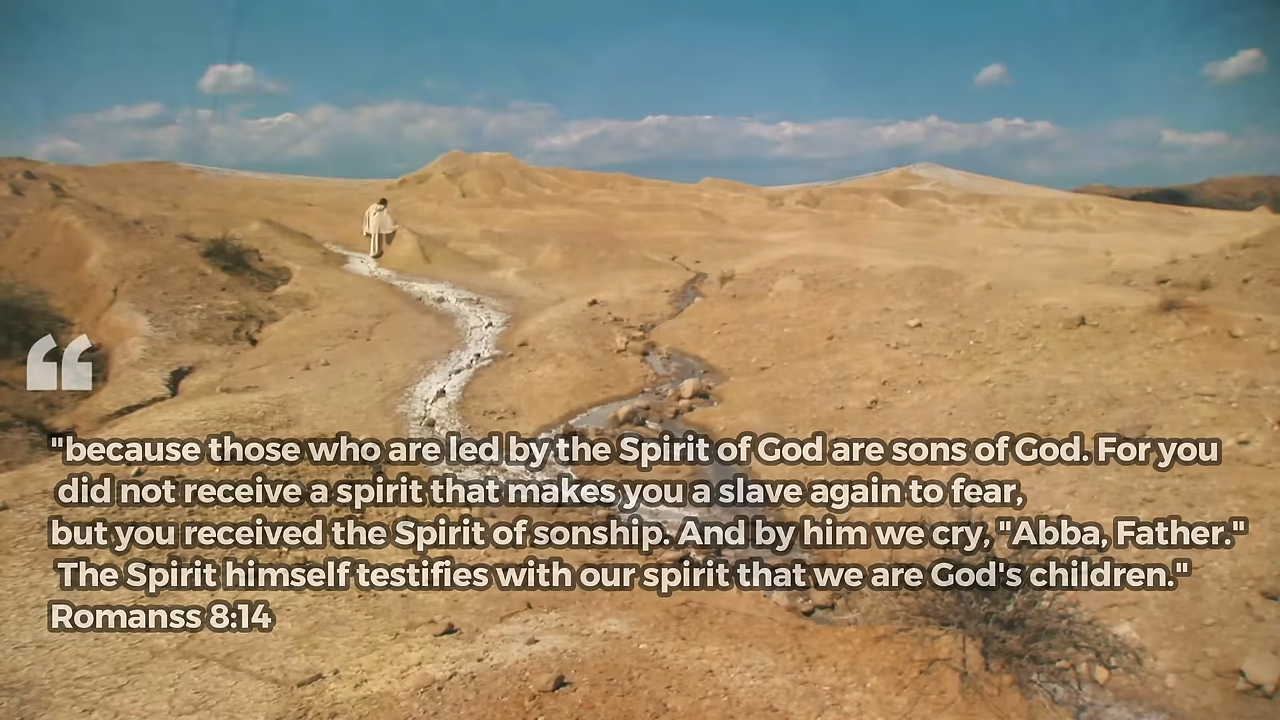 “
"because those who are led by the Spirit of God are sons of God. For you
did not receive a spirit that makes you a slave again to fear,
but you received the Spirit of sonship. And by him we cry, "Abba, Father."
The Spirit himself testifies with our spirit that we are God's children."
Romanss 8:14